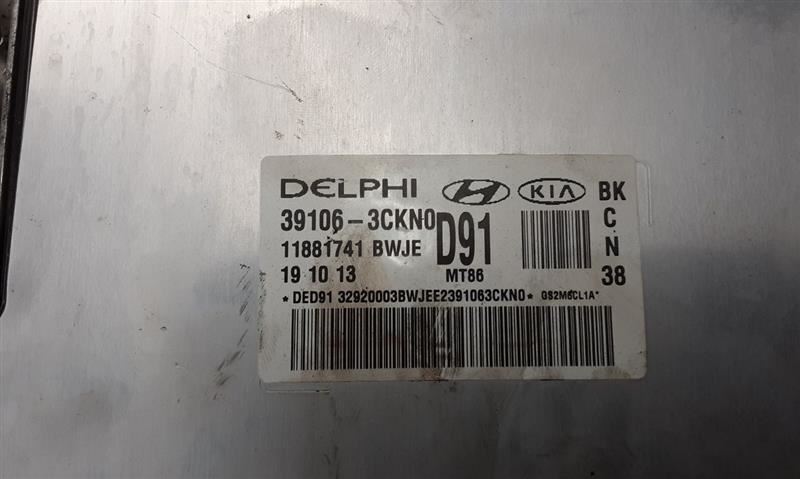 DELPHI KIA BK
39106-3CKN0 D91 C
11881741 BWJE N
19 10 13 MT86 38
*DED91 32920003BWJEE2391063CKN0* GS2M6CL1A*